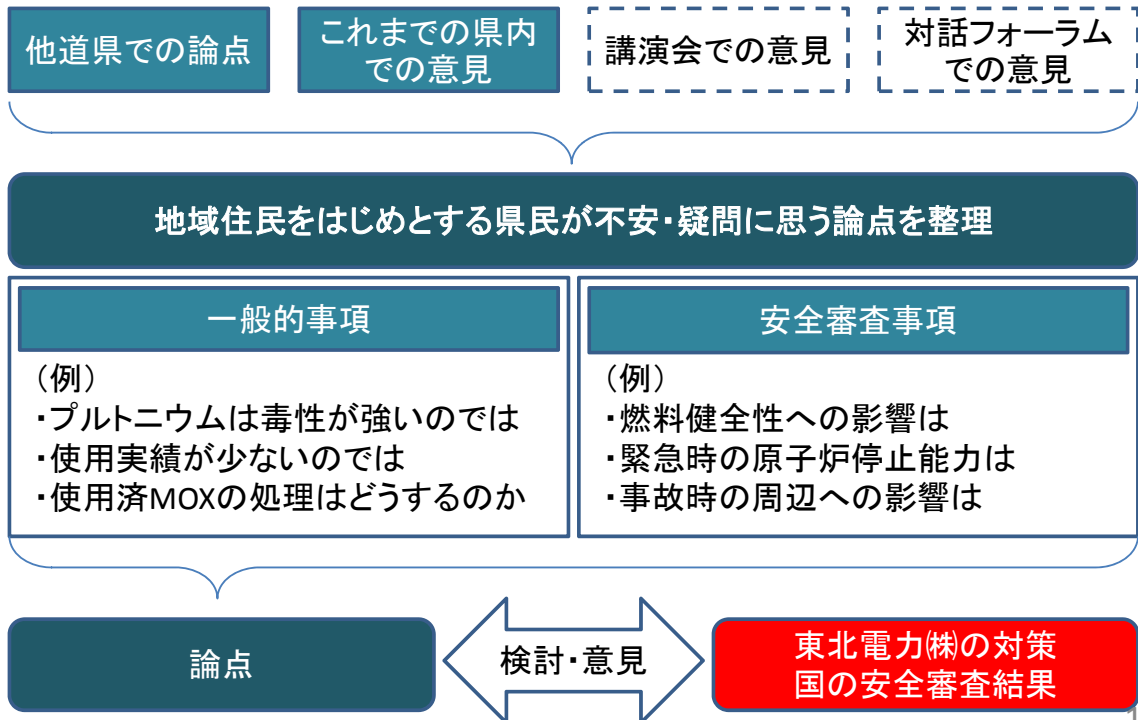 他道県での論点
これまでの県内
での意見
講演会での意見
対話フォーラム
での意見
地域住民をはじめとする県民が不安・疑問に思う論点を整理
一般的事項
（例）
・プルトニウムは毒性が強いのでは
・使用実績が少ないのでは
・使用済MOXの処理はどうするのか
安全審査事項
（例）
・燃料健全性への影響は
・緊急時の原子炉停止能力は
・事故時の周辺への影響は
論点
検討・意見
東北電力㈱の対策
国の安全審査結果